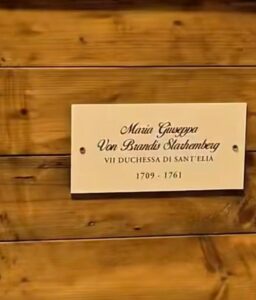 Maria Giuseppa
Von Brandis Starhemberg
VII DUCHESSA DI SANT'ELIA
1709 - 1761